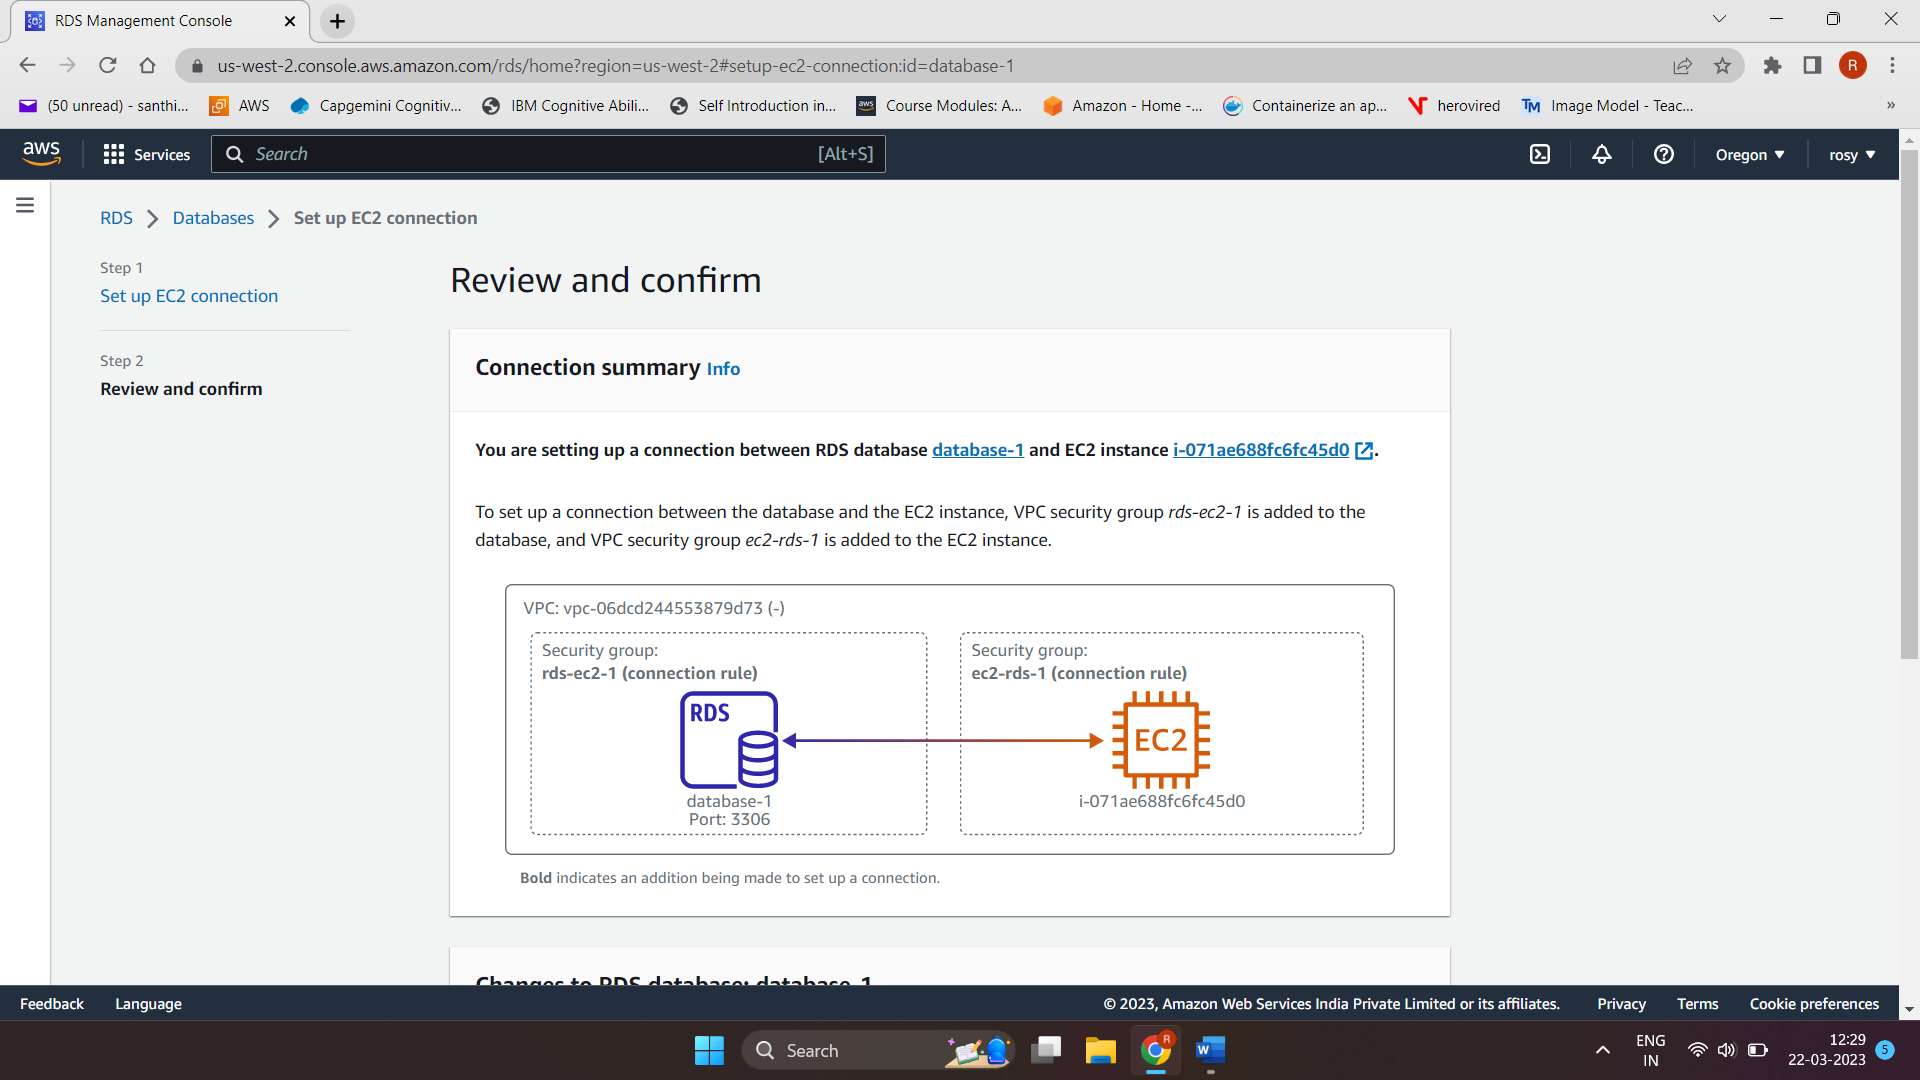 RDS Management Console
us-west-2.console.aws.amazon.com/rds/home?region=us-west-2#setup-ec2-connection:id=database-1
R
(50 unread) - santhi...
AWS
Capgemini Cognitiv...
IBM Cognitive Abili...
Self Introduction in...
aws
Course Modules: A...
Amazon - Home -...
Containerize an ap...
herovired
TM
Image Model - Teac...
»
aws
Services
Search
[Alt+S]
Oregon
rosy
RDS
Databases
Set up EC2 connection
Step 1
Set up EC2 connection
Step 2
Review and confirm
Review and confirm
Connection summary Info
You are setting up a connection between RDS database database-1 and EC2 instance i-071ae688fc6fc45d0.
To set up a connection between the database and the EC2 instance, VPC security group rds-ec2-1 is added to the
database, and VPC security group ec2-rds-1 is added to the EC2 instance.
VPC: vpc-06dcd244553879d73 (-)
Security group:
rds-ec2-1 (connection rule)
RDS
database-1
Port: 3306
Security group:
ec2-rds-1 (connection rule)
EC2
i-071ae688fc6fc45d0
Bold indicates an addition being made to set up a connection.
Changes to RDS database: database-1
Feedback
Language
© 2023, Amazon Web Services India Private Limited or its affiliates.
Privacy
Terms
Cookie preferences
Search
R
W
ENG
IN
12:29
22-03-2023
5